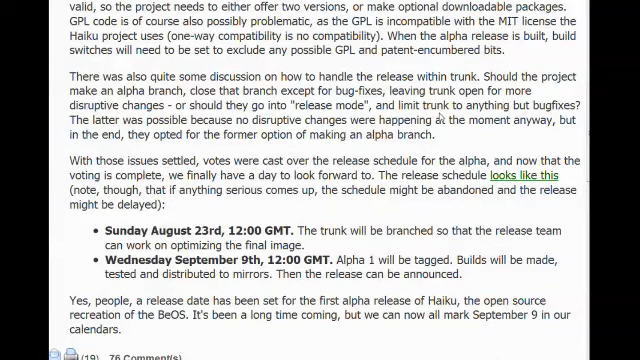 valid, so the project needs to either offer two versions, or make optional downloadable packages.
GPL code is of course also possibly problematic, as the GPL is incompatible with the MIT license the
Haiku project uses (one-way compatibility is no compatibility). When the alpha release is built, build
switches will need to be set to exclude any possible GPL and patent-encumbered bits.
There was also quite some discussion on how to handle the release within trunk. Should the project
make an alpha branch, close that branch except for bug-fixes, leaving trunk open for more
disruptive changes - or should they go into "release mode", and limit trunk to anything but bugfixes?
The latter was possible because no disruptive changes were happening at the moment anyway, but
in the end, they opted for the former option of making an alpha branch.
With those issues settled, votes were cast over the release schedule for the alpha, and now that the
voting is complete, we finally have a day to look forward to. The release schedule looks like this
(note, though, that if anything serious comes up, the schedule might be abandoned and the release
might be delayed):
• Sunday August 23rd, 12:00 GMT. The trunk will be branched so that the release team
can work on optimizing the final image.
• Wednesday September 9th, 12:00 GMT. Alpha 1 will be tagged. Builds will be made,
tested and distributed to mirrors. Then the release can be announced.
Yes, people, a release date has been set for the first alpha release of Haiku, the open source
recreation of the BeOS. It's been a long time coming, but we can now all mark September 9 in our
calendars.
(19) 76 Comment(s)